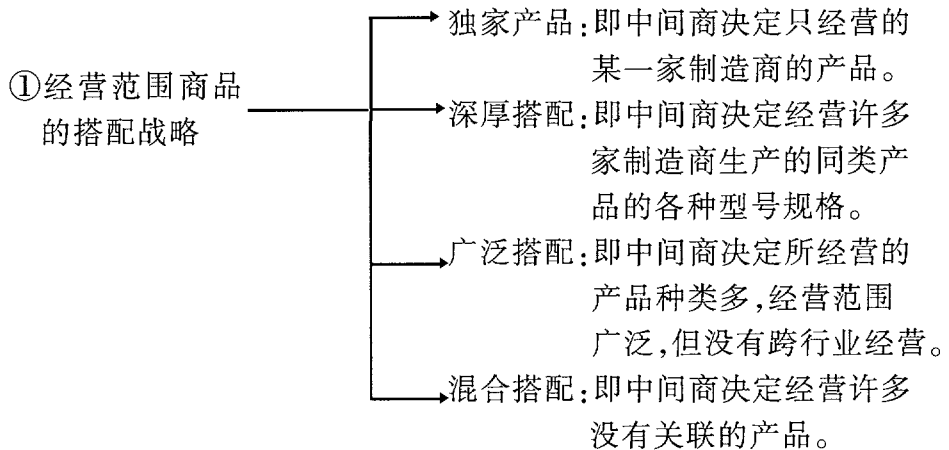 ①经营范围商品
的搭配战略
独家产品:即中间商决定只经营的
某一家制造商的产品。
深厚搭配:即中间商决定经营许多
家制造商生产的同类产
品的各种型号规格。
广泛搭配:即中间商决定所经营的
产品种类多,经营范围
广泛,但没有跨行业经营。
混合搭配:即中间商决定经营许多
没有关联的产品。